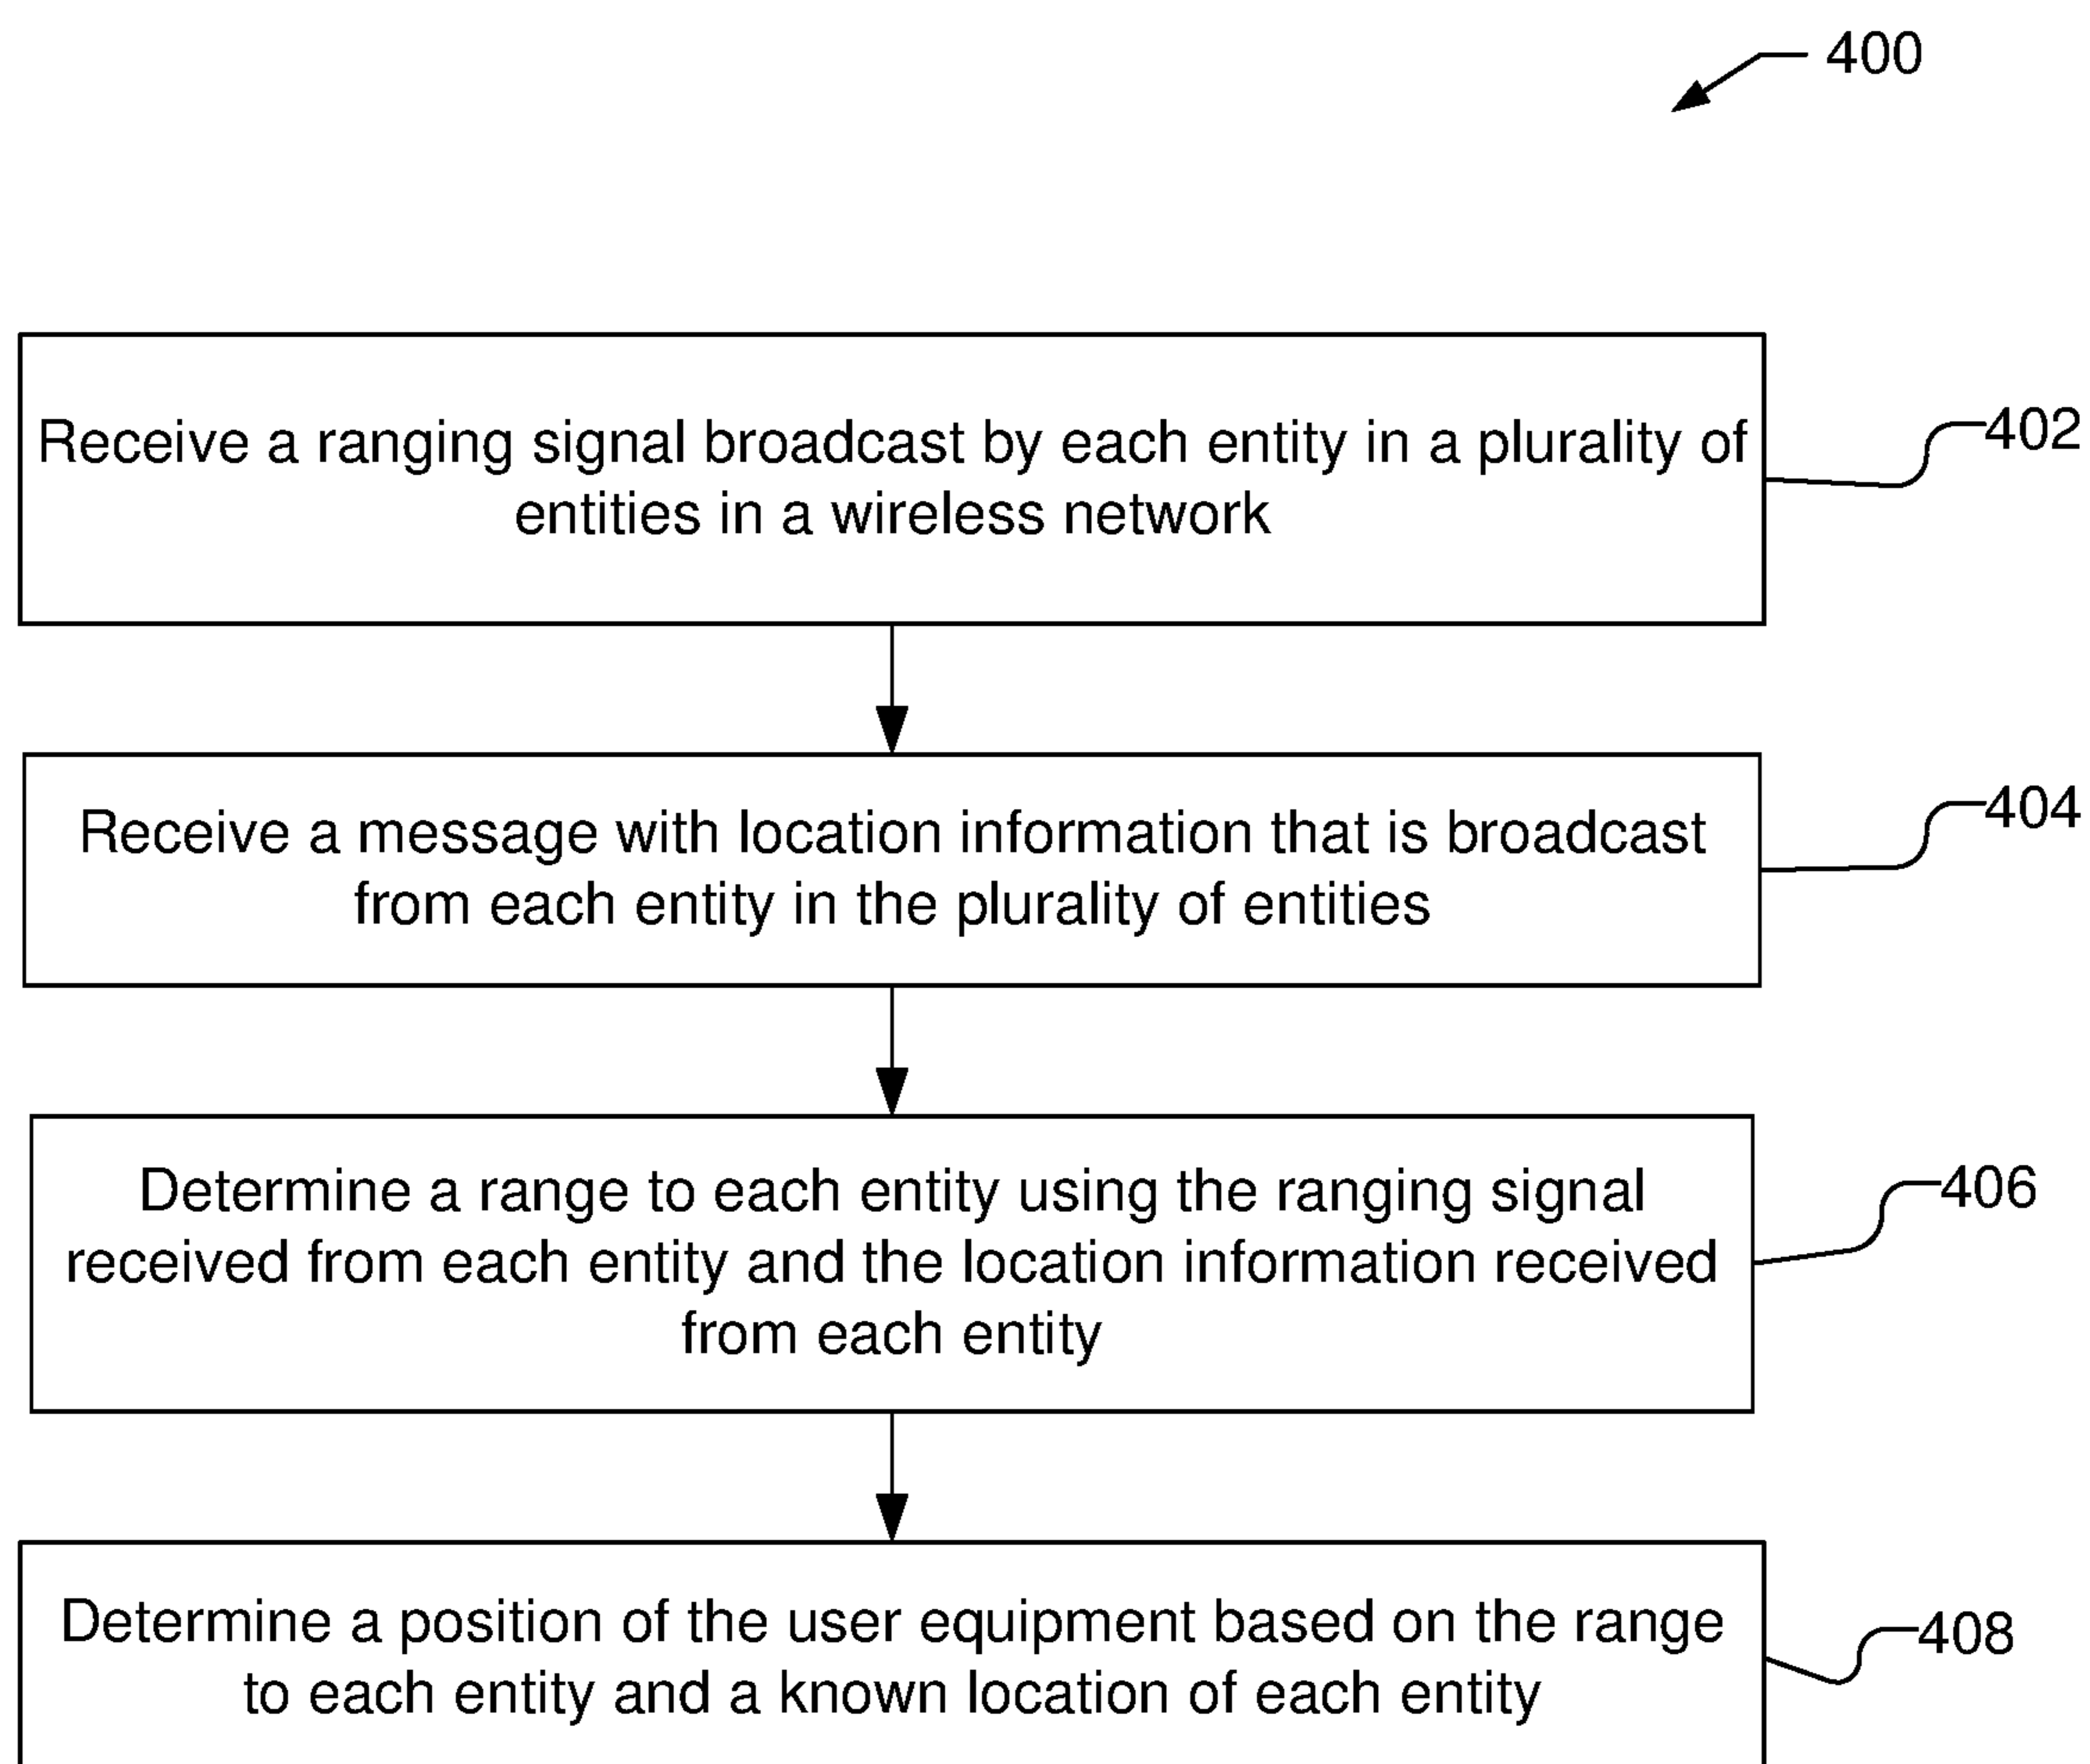 400
Receive a ranging signal broadcast by each entity in a plurality of
entities in a wireless network
402
Receive a message with location information that is broadcast
from each entity in the plurality of entities
404
Determine a range to each entity using the ranging signal
received from each entity and the location information received
from each entity
406
Determine a position of the user equipment based on the range
to each entity and a known location of each entity
408